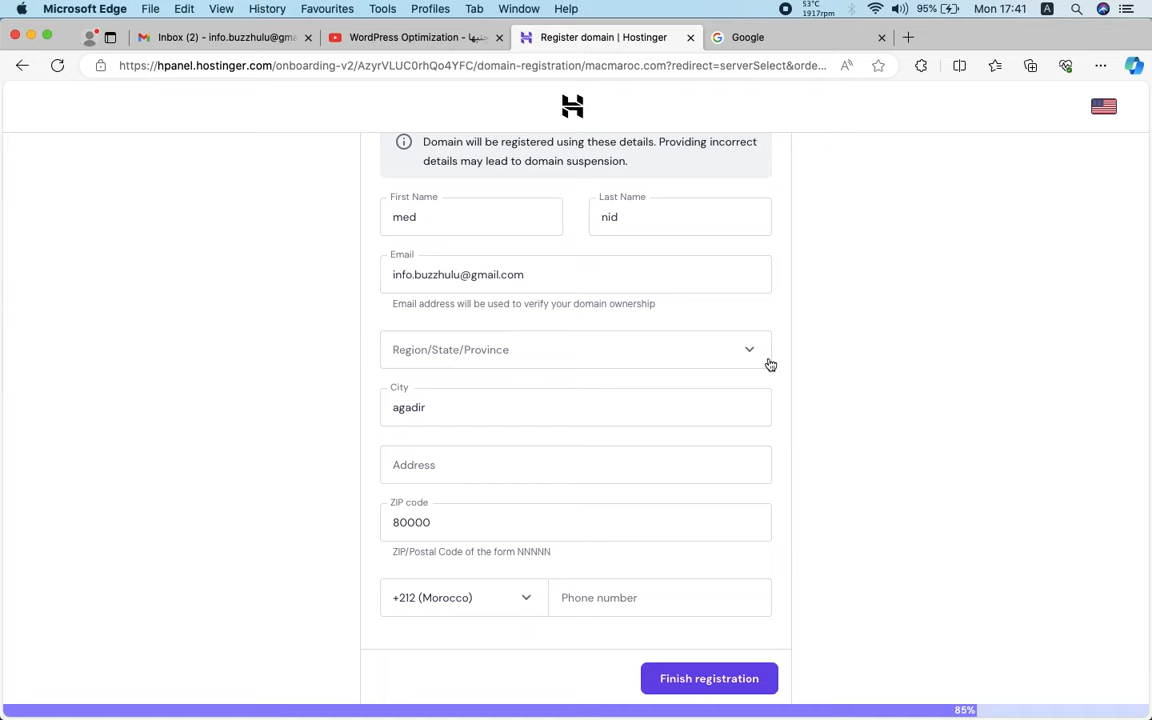 Microsoft Edge File Edit View History Favourites Tools Profiles Tab Window Help 53°C 1917rpm 95% Mon 17:41 A
Inbox (2) - info.buzzhulu@gma
WordPress Optimization -
Register domain | Hostinger
Google
https://hpanel.hostinger.com/onboarding-v2/AzyrVLUC0rhQo4YFC/domain-registration/macmaroc.com?redirect=serverSelect&orde...
Domain will be registered using these details. Providing incorrect
details may lead to domain suspension.
First Name
Last Name
med
nid
Email
info.buzzhulu@gmail.com
Email address will be used to verify your domain ownership
Region/State/Province
City
agadir
Address
ZIP code
80000
ZIP/Postal Code of the form NNNNN
+212 (Morocco)
Phone number
Finish registration
85%